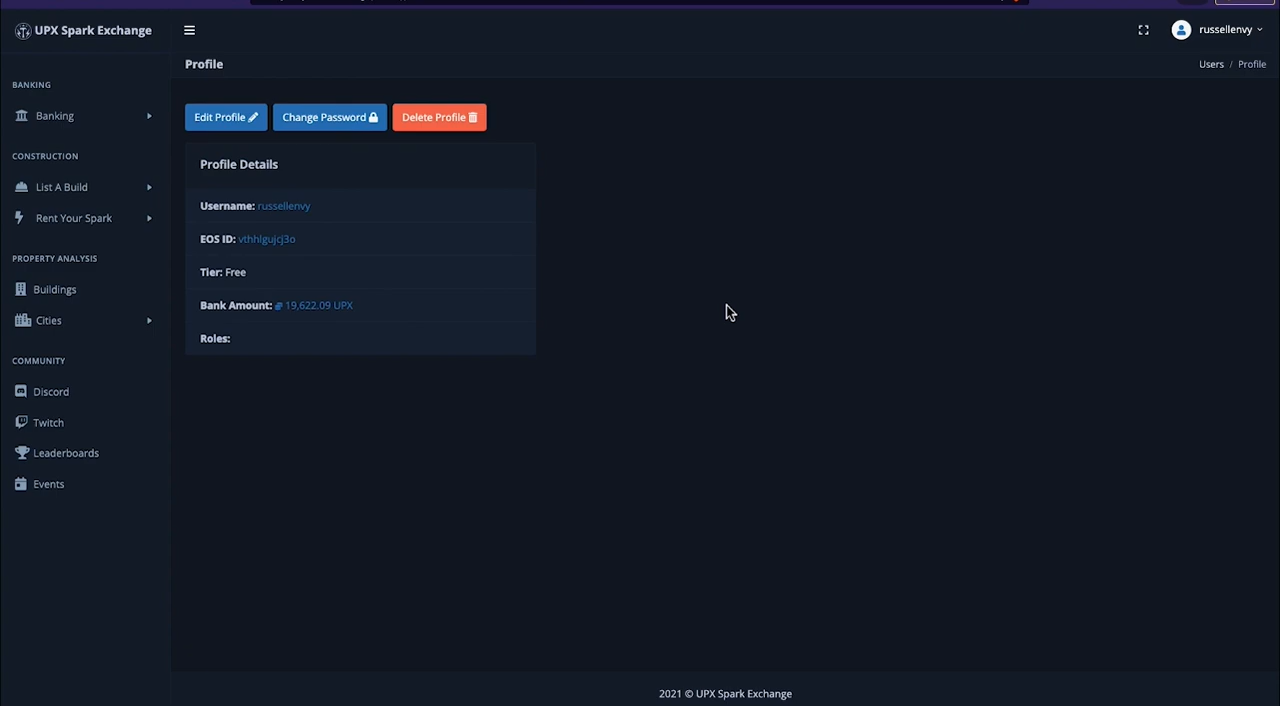 UPX Spark Exchange
russellenvy
Profile
Users / Profile
BANKING
Banking
CONSTRUCTION
List A Build
Rent Your Spark
PROPERTY ANALYSIS
Buildings
Cities
COMMUNITY
Discord
Twitch
Leaderboards
Events
Edit Profile
Change Password
Delete Profile
Profile Details
Username: russellenvy
EOS ID: vthhlgujcj3o
Tier: Free
Bank Amount: 19,622.09 UPX
Roles:
2021 © UPX Spark Exchange